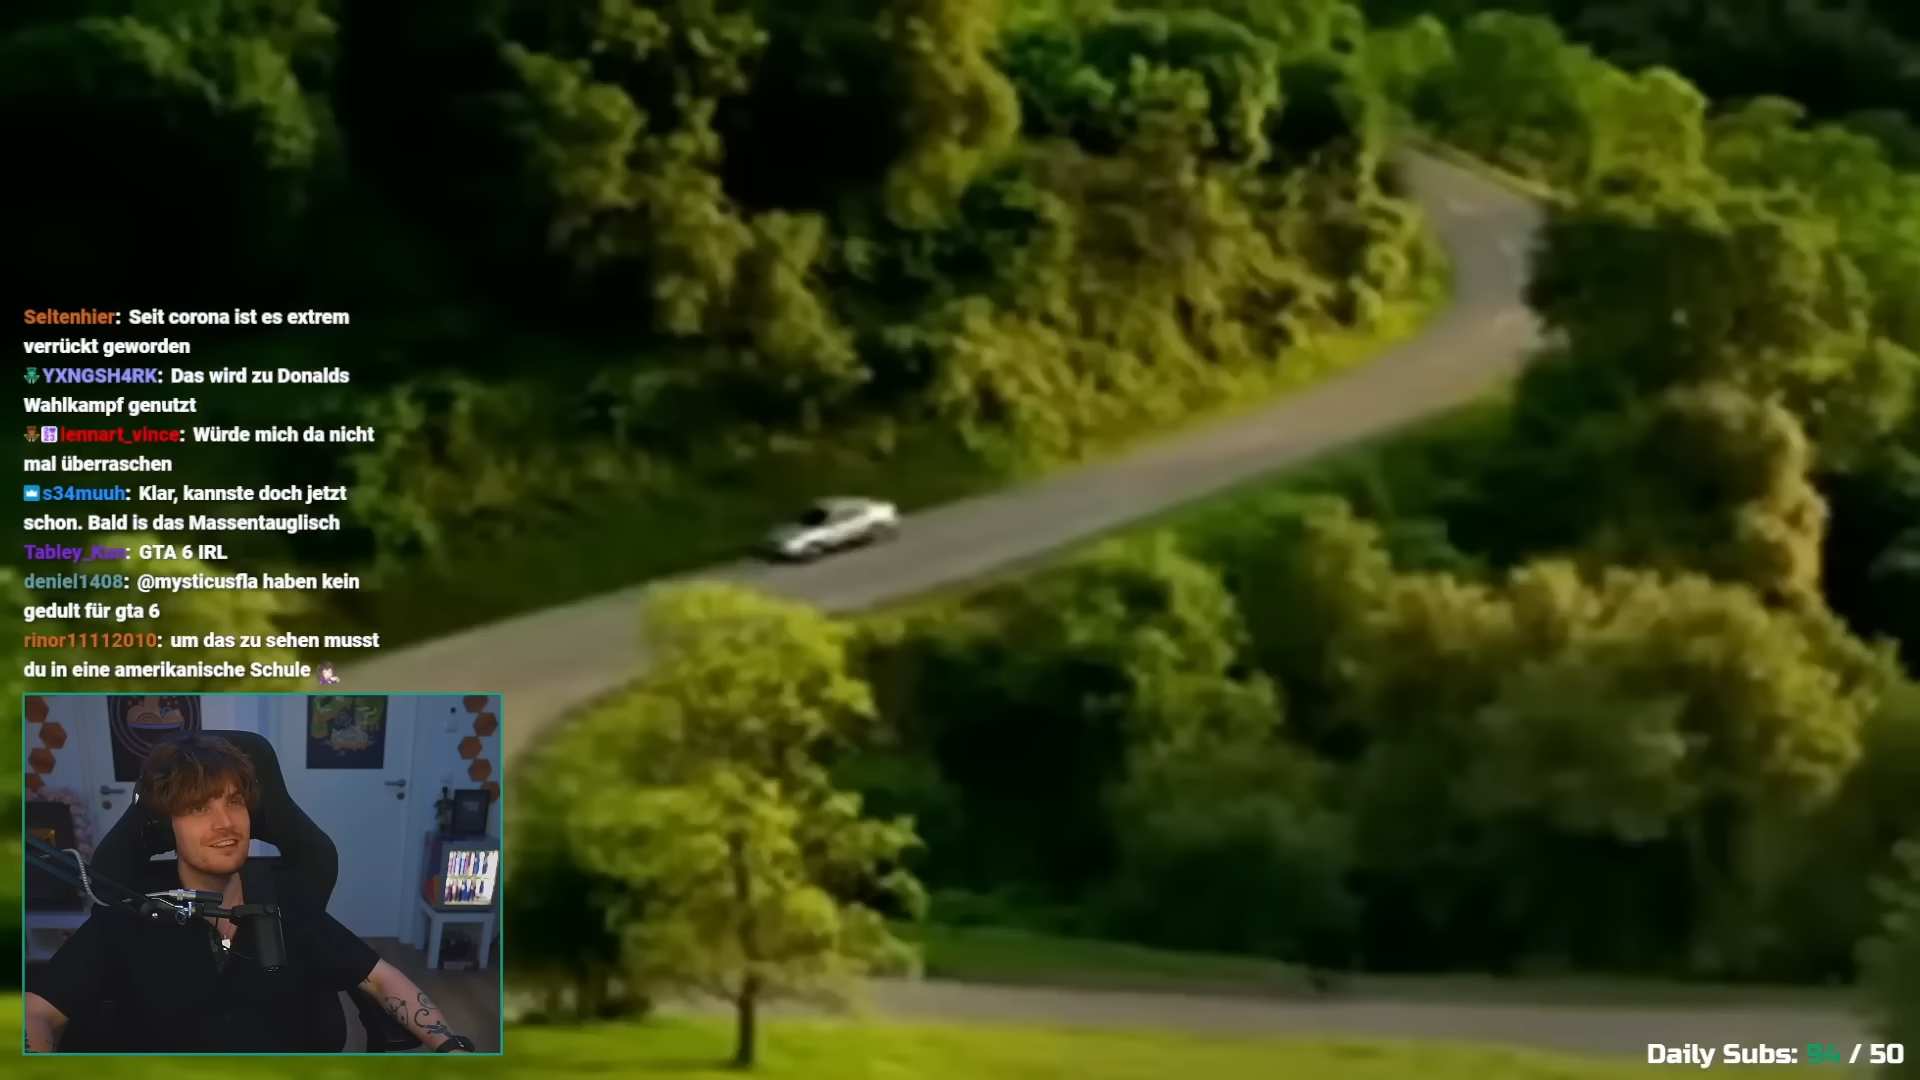 Seltenhier: Seit corona ist es extrem
verrückt geworden
YXNGSH4RK: Das wird zu Donalds
Wahlkampf genutzt
lennart_vince: Würde mich da nicht
mal überraschen
s34muuh: Klar, kannste doch jetzt
schon. Bald is das Massentauglisch
Tabley_Kun: GTA 6 IRL
deniel1408: @mysticusfla haben kein
gedult für gta 6
rinor11112010: um das zu sehen musst
du in eine amerikanische Schule
Daily Subs: 94 / 50